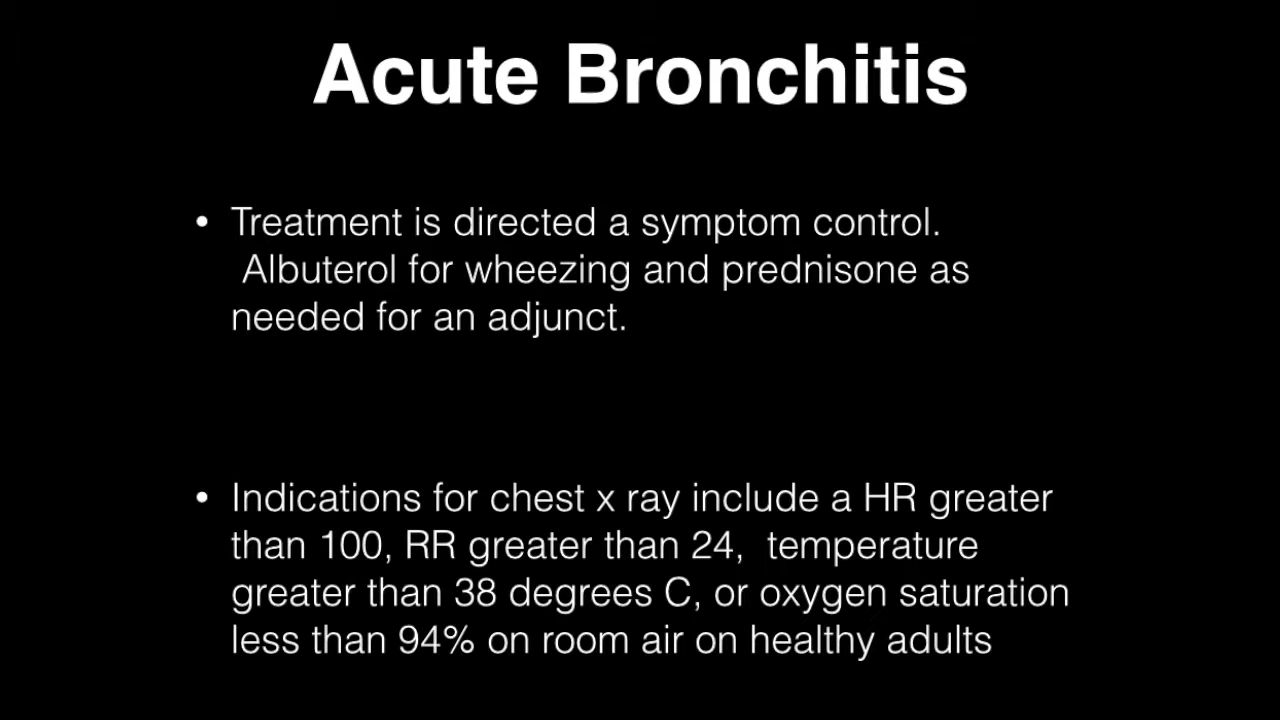 Acute Bronchitis
• Treatment is directed a symptom control.
Albuterol for wheezing and prednisone as
needed for an adjunct.
• Indications for chest x ray include a HR greater
than 100, RR greater than 24, temperature
greater than 38 degrees C, or oxygen saturation
less than 94% on room air on healthy adults